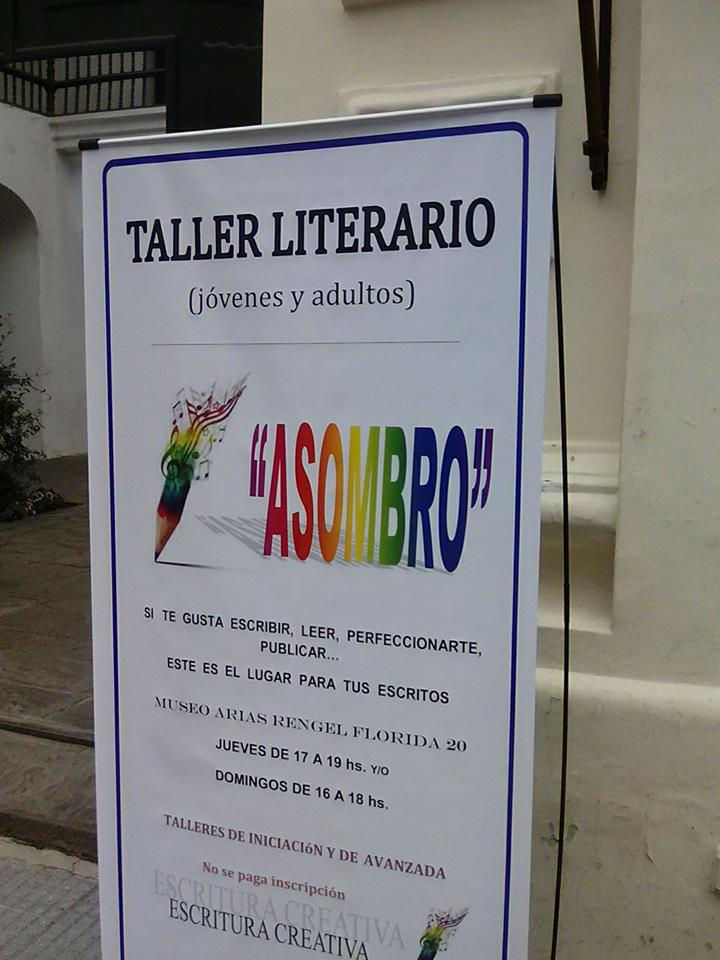 TALLER LITERARIO
(jóvenes y adultos)
“ASOMBRO”
SI TE GUSTA ESCRIBIR, LEER, PERFECCIONARTE,
PUBLICAR...
ESTE ES EL LUGAR PARA TUS ESCRITOS
MUSEO ARIAS RENGEL FLORIDA 20
JUEVES DE 17 A 19 hs. Y/O
DOMINGOS DE 16 A 18 hs.
TALLERES DE INICIACIóN Y DE AVANZADA
No se paga inscripción
ESCRITURA CREATIVA